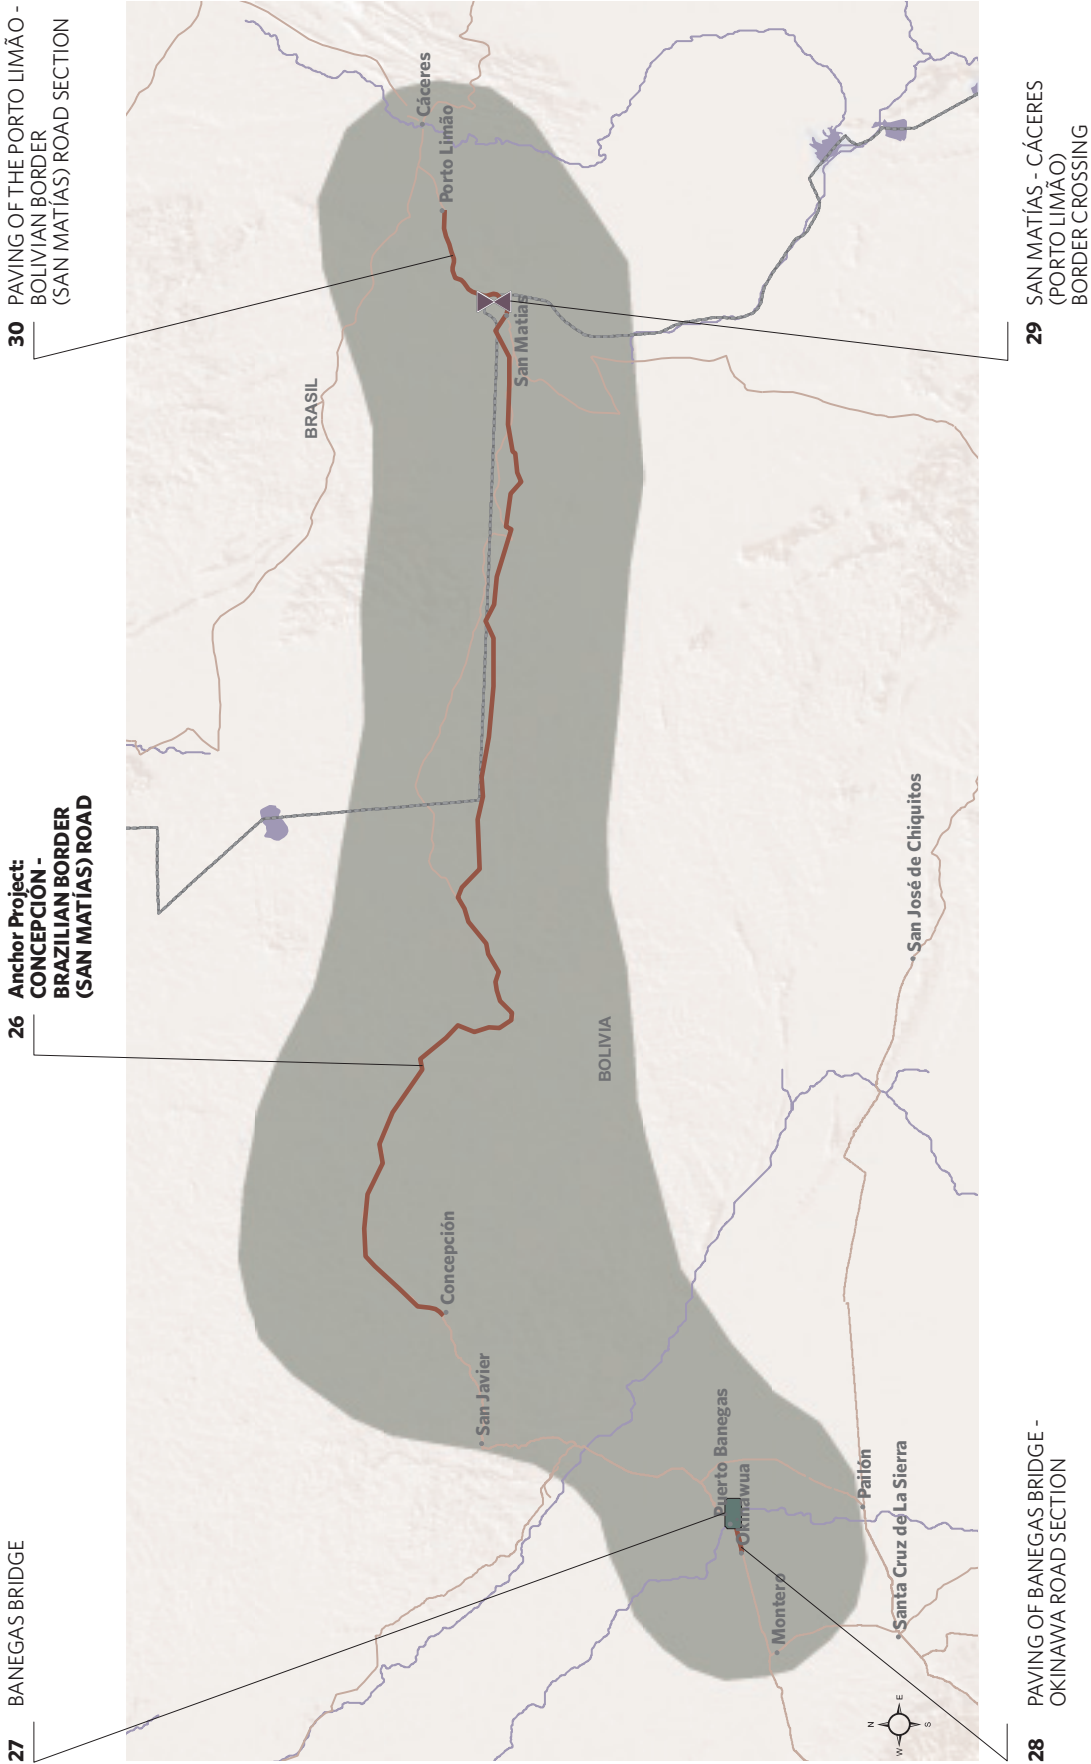 27 BANEGAS BRIDGE
26 Anchor Project:
CONCEPCIÓN -
BRAZILIAN BORDER
(SAN MATÍAS) ROAD
30 PAVING OF THE PORTO LIMÃO -
BOLIVIAN BORDER
(SAN MATÍAS) ROAD SECTION
BRASIL
Cáceres
Porto Limão
San Matias
Concepción
San Javier
BOLIVIA
Puerto Banegas
Okinawua
Montero
Pailón
Santa Cruz de La Sierra
San José de Chiquitos
N
W
E
S
28 PAVING OF BANEGAS BRIDGE -
OKINAWA ROAD SECTION
29 SAN MATÍAS - CÁCERES
(PORTO LIMÃO)
BORDER CROSSING